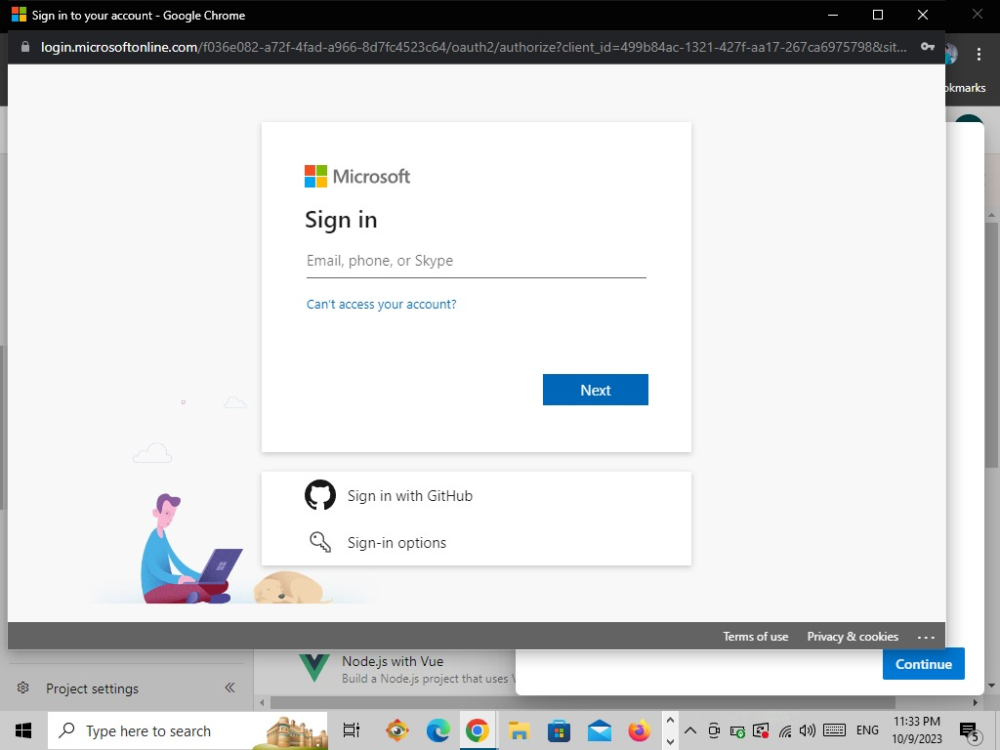 Sign in to your account - Google Chrome
login.microsoftonline.com/f036e082-a72f-4fad-a966-8d7fc4523c64/oauth2/authorize?client_id=499b84ac-1321-427f-aa17-267ca6975798&sit...
okmarks
Microsoft
Sign in
Email, phone, or Skype
Can't access your account?
Next
Sign in with GitHub
Sign-in options
Terms of use
Privacy & cookies
...
Node.js with Vue
Build a Node.js project that uses
Continue
Project settings
Type here to search
ENG
11:33 PM
10/9/2023
5